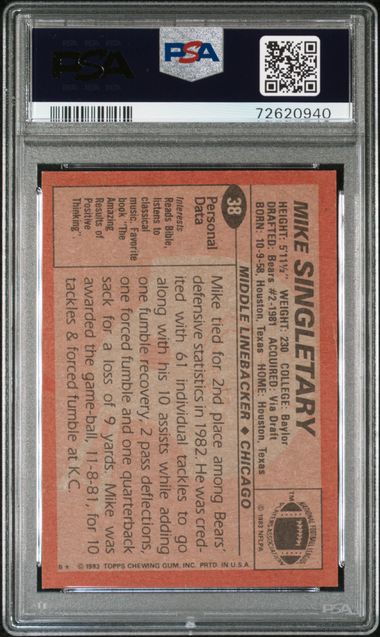 PSA
PSA
PSA
72620940
38
MIKE SINGLETARY
HEIGHT: 5'11½" WEIGHT: 230 COLLEGE: Baylor
DRAFTED: Bears #2-1981 ACQUIRED: Via Draft
BORN: 10-9-58, Houston, Texas HOME: Houston, Texas
MIDDLE LINEBACKER ◆ CHICAGO
TM
© 1983 NFLPA
Personal
Data
Interests
Reads Bible,
listens to
classical
music. Favorite
book "The
Amazing
Results of
Positive
Thinking"
Mike tied for 2nd place among Bears'
defensive statistics in 1982. He was cred-
ited with 61 individual tackles to go
along with his 10 assists while adding
one fumble recovery, 2 pass deflections,
one forced fumble and one quarterback
sack for a loss of 9 yards. Mike was
awarded the game-ball, 11-8-81, for 10
tackles & forced fumble at K.C.
© 1983 TOPPS CHEWING GUM, INC. PRTD. IN U.S.A.